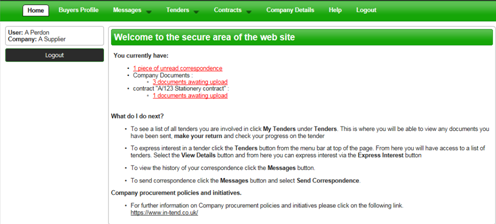 Home Buyers Profile Messages Tenders Contracts Company Details Help Logout
User: A Perdon
Company: A Supplier
Logout
Welcome to the secure area of the web site
You currently have:
1 piece of unread correspondence
Company Documents :
3 documents awating upload
contract "A/123 Stationery contract" :
1 documents awating upload
What do I do next?
To see a list of all tenders you are involved in click My Tenders under Tenders. This is where you will be able to view any documents you
have been sent, make your return and check your progress on the tender
To express interest in a tender click the Tenders button from the menu bar at top of the page. From here you will have access to a list of
tenders. Select the View Details button and from here you can express interest via the Express Interest button
To view the history of your correspondence click the Messages button.
To send correspondence click the Messages button and select Send Correspondence.
Company procurement policies and initiatives.
For further information on Company procurement policies and initiatives please click on the following link.
https://www.in-tend.co.uk/